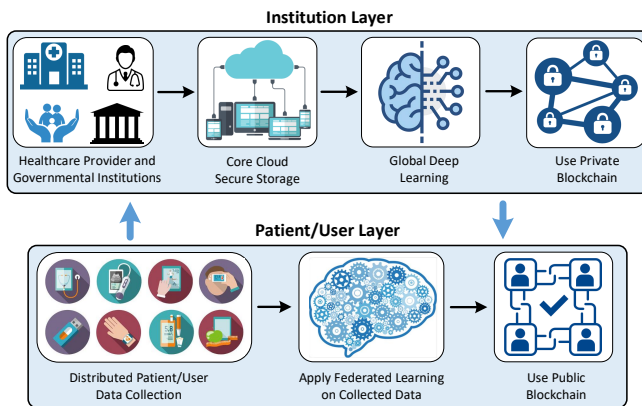 Institution Layer
Healthcare Provider and
Governmental Institutions
Core Cloud
Secure Storage
Global Deep
Learning
Use Private
Blockchain
Patient/User Layer
Distributed Patient/User
Data Collection
Apply Federated Learning
on Collected Data
Use Public
Blockchain